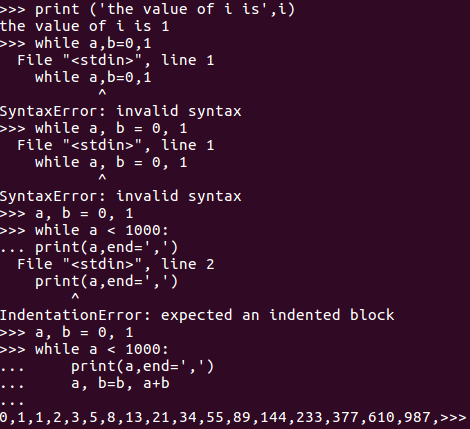 >>> print ('the value of i is',i)
the value of i is 1
>>> while a,b=0,1
  File "<stdin>", line 1
    while a,b=0,1
           ^
SyntaxError: invalid syntax
>>> while a, b = 0, 1
  File "<stdin>", line 1
    while a, b = 0, 1
           ^
SyntaxError: invalid syntax
>>> a, b = 0, 1
>>> while a < 1000:
... print(a,end=',')
  File "<stdin>", line 2
    print(a,end=',')
        ^
IndentationError: expected an indented block
>>> a, b = 0, 1
>>> while a < 1000:
...     print(a,end=',')
...     a, b=b, a+b
...
0,1,1,2,3,5,8,13,21,34,55,89,144,233,377,610,987,>>>